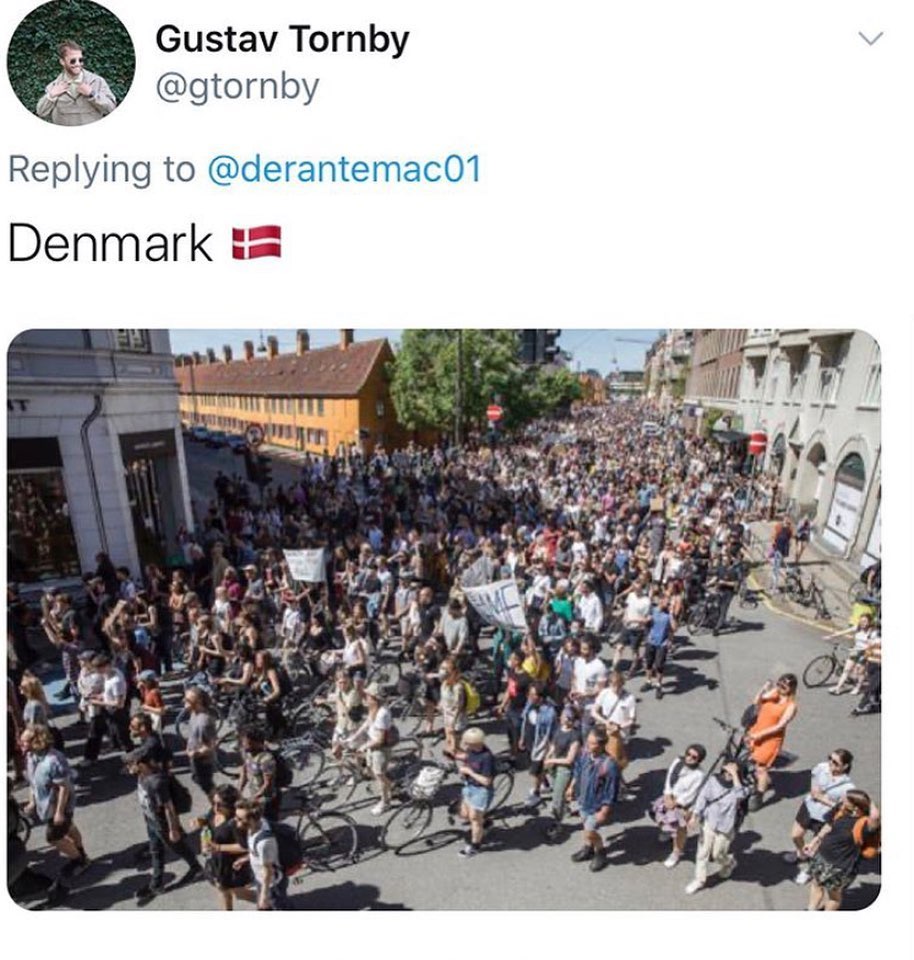 Gustav Tornby
@gtornby
Replying to @derantemac01
Denmark 🇩🇰